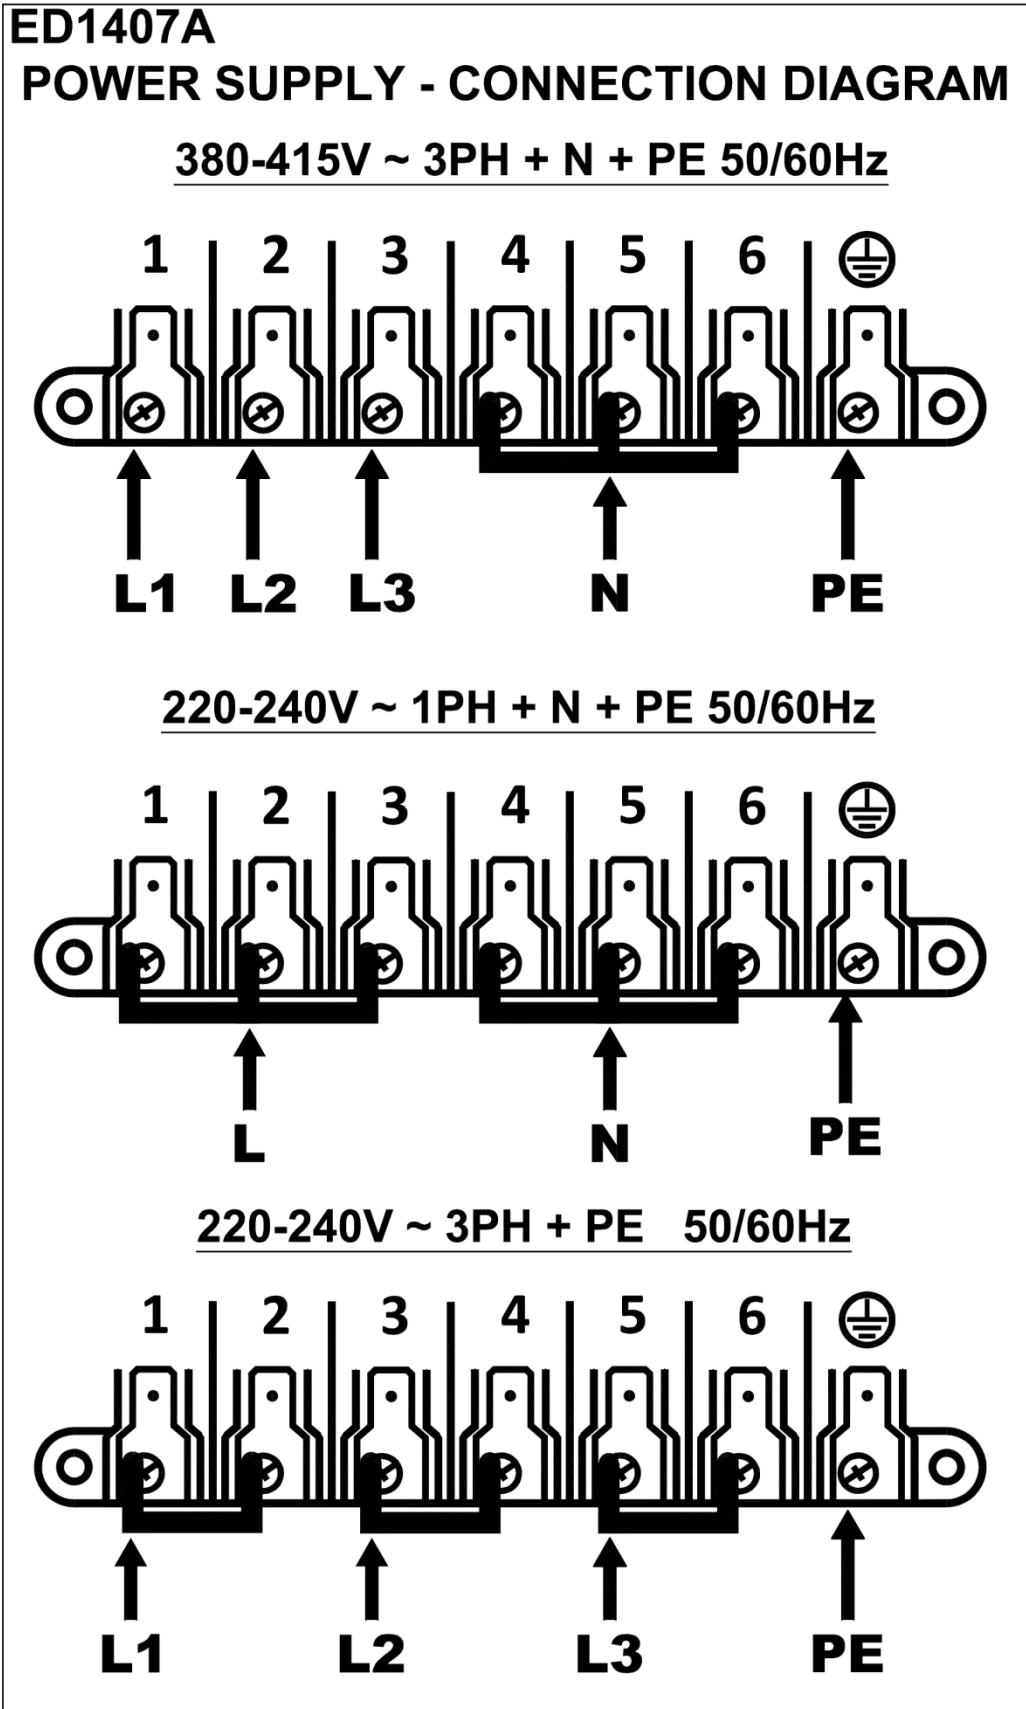 ED1407A
POWER SUPPLY - CONNECTION DIAGRAM
380-415V ~ 3PH + N + PE 50/60Hz
1 2 3 4 5 6
L1 L2 L3 N PE
220-240V ~ 1PH + N + PE 50/60Hz
1 2 3 4 5 6
L N PE
220-240V ~ 3PH + PE 50/60Hz
1 2 3 4 5 6
L1 L2 L3 PE